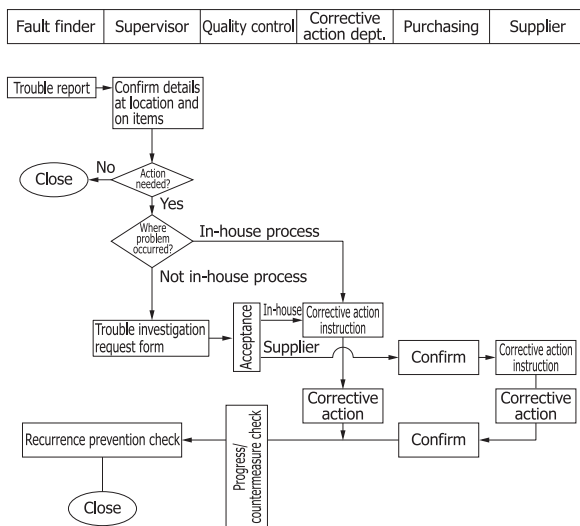 Fault finder
Supervisor
Quality control
Corrective
action dept.
Purchasing
Supplier
Trouble report
Confirm details
at location and
on items
No
Action
needed?
Close
Yes
Where
problem
occurred?
In-house process
Not in-house process
Trouble investigation
request form
Acceptance
In-house
Corrective action
instruction
Supplier
Confirm
Corrective action
instruction
Corrective
action
Corrective
action
Recurrence prevention check
Progress/
countermeasure check
Confirm
Close